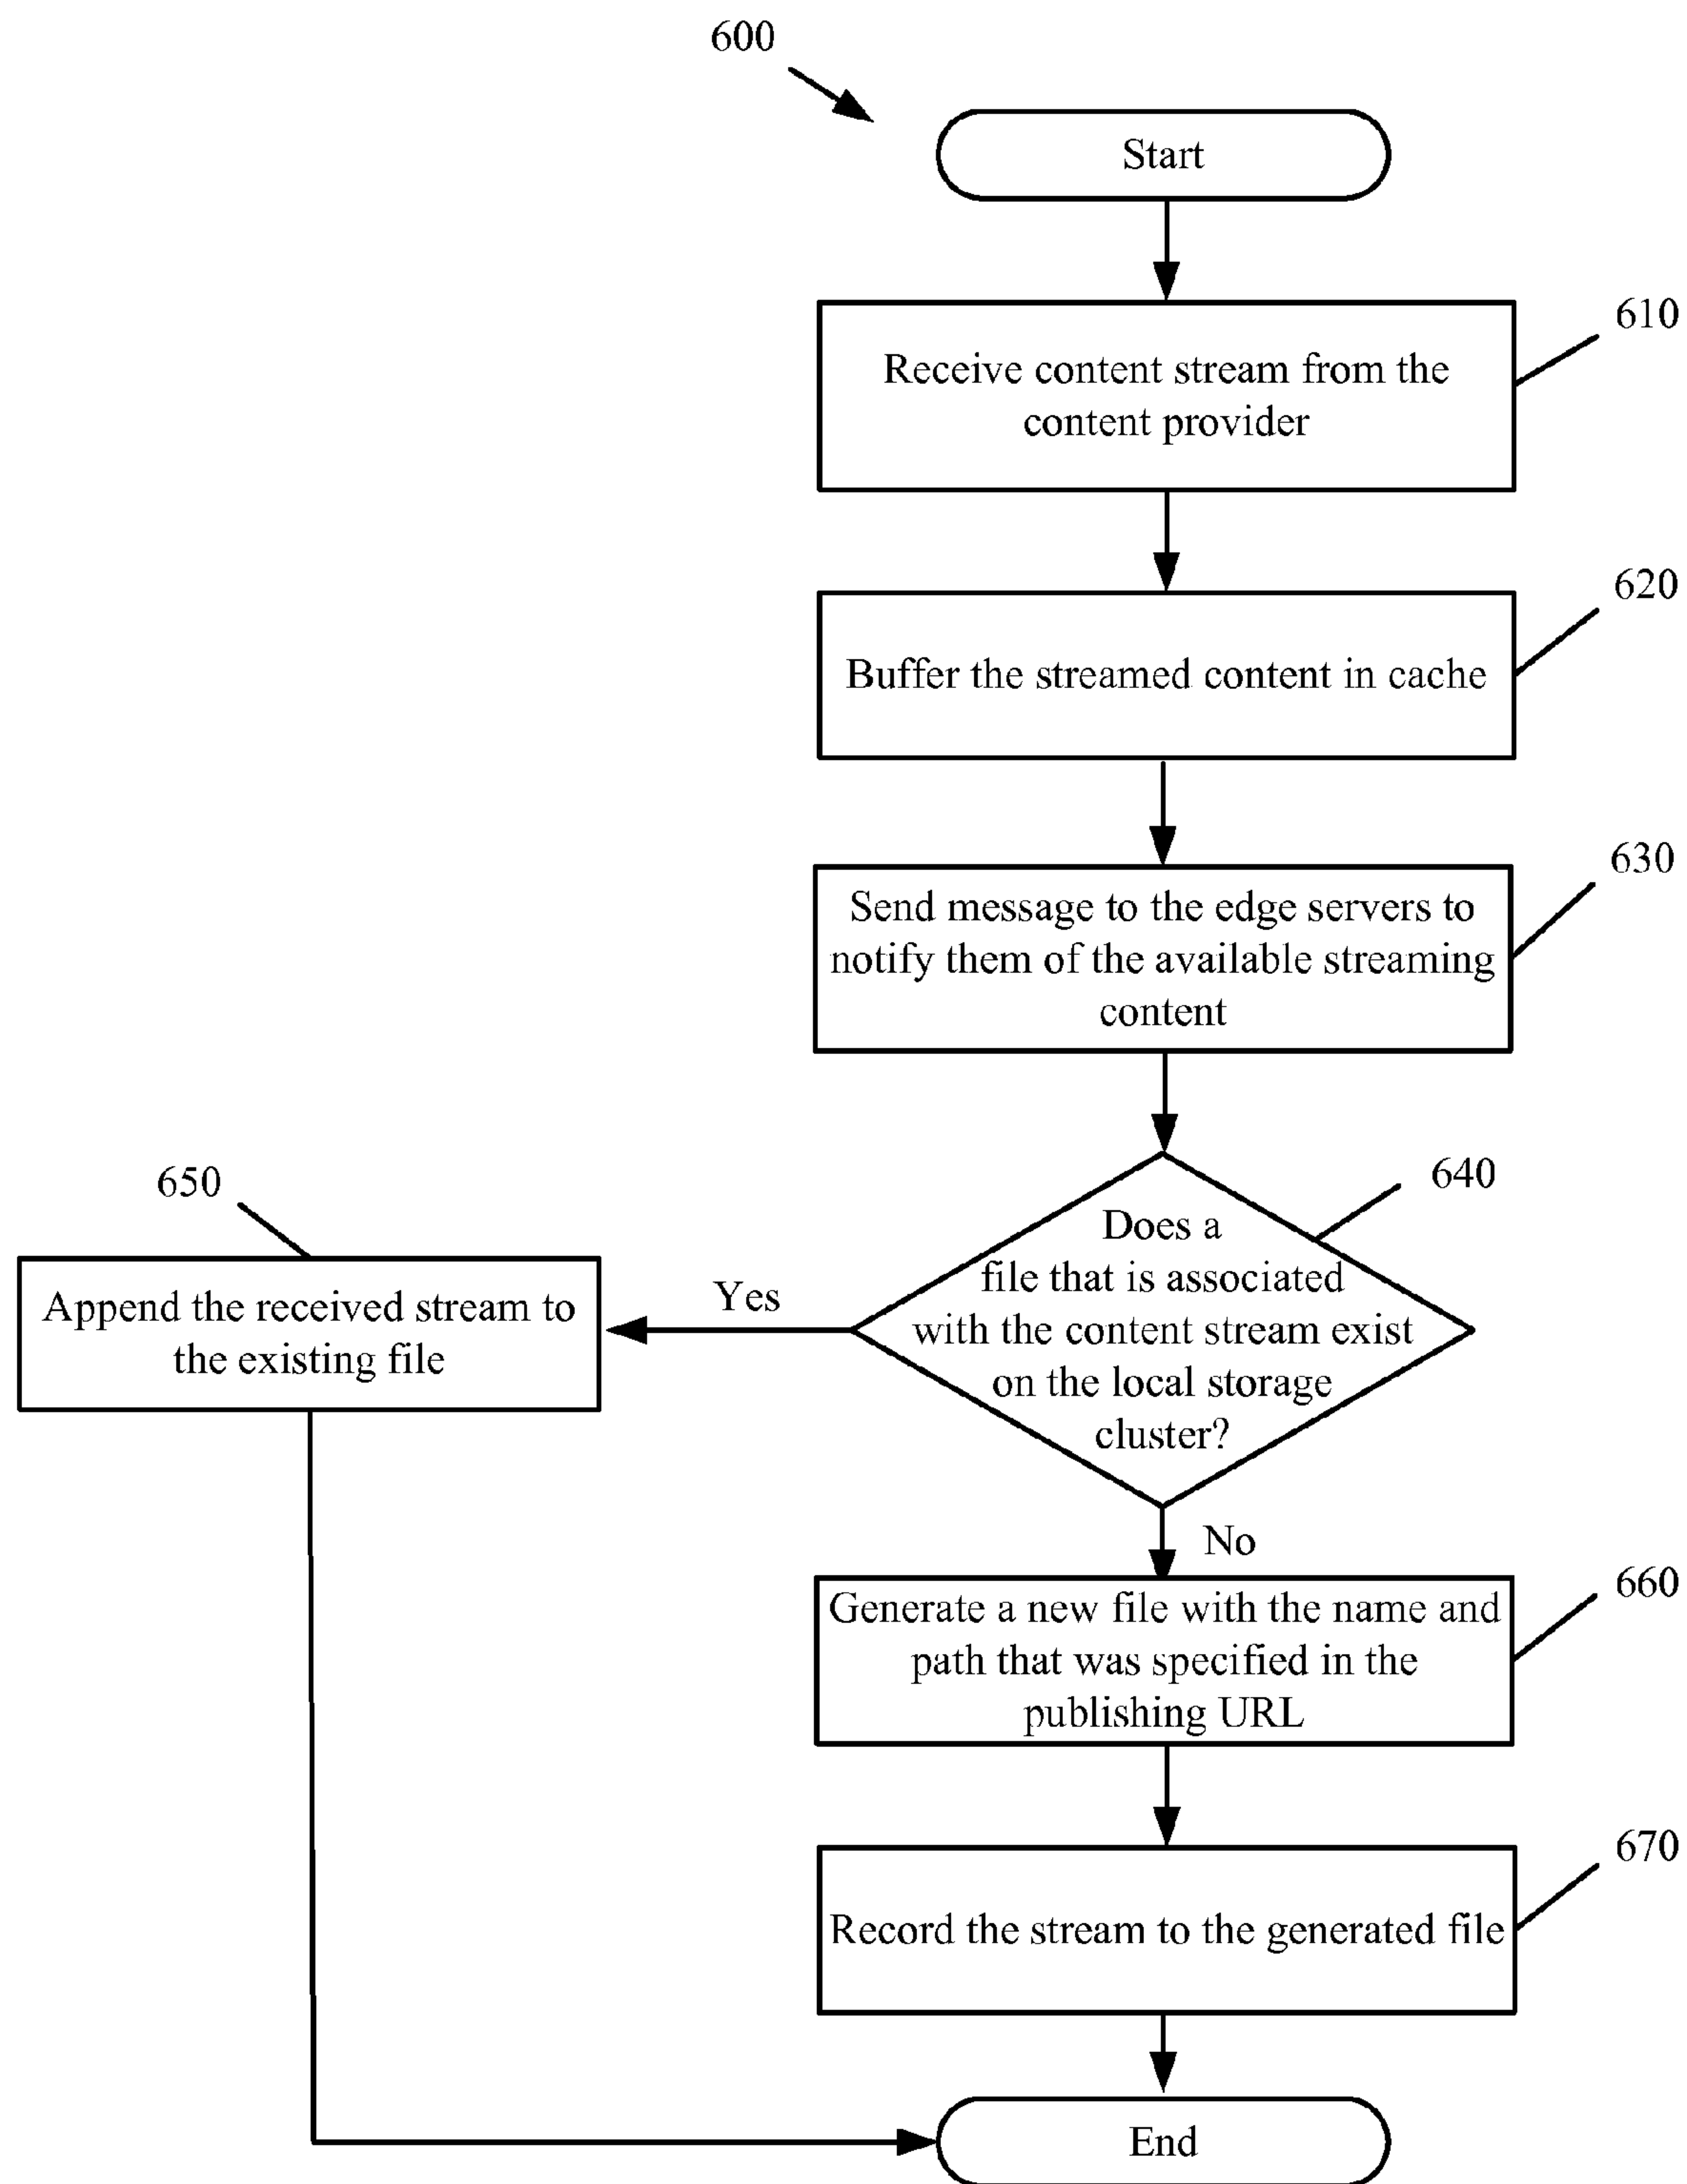 600
Start
610
Receive content stream from the
content provider
620
Buffer the streamed content in cache
630
Send message to the edge servers to
notify them of the available streaming
content
640
Does a
file that is associated
with the content stream exist
on the local storage
cluster?
650
Yes
Append the received stream to
the existing file
No
660
Generate a new file with the name and
path that was specified in the
publishing URL
670
Record the stream to the generated file
End